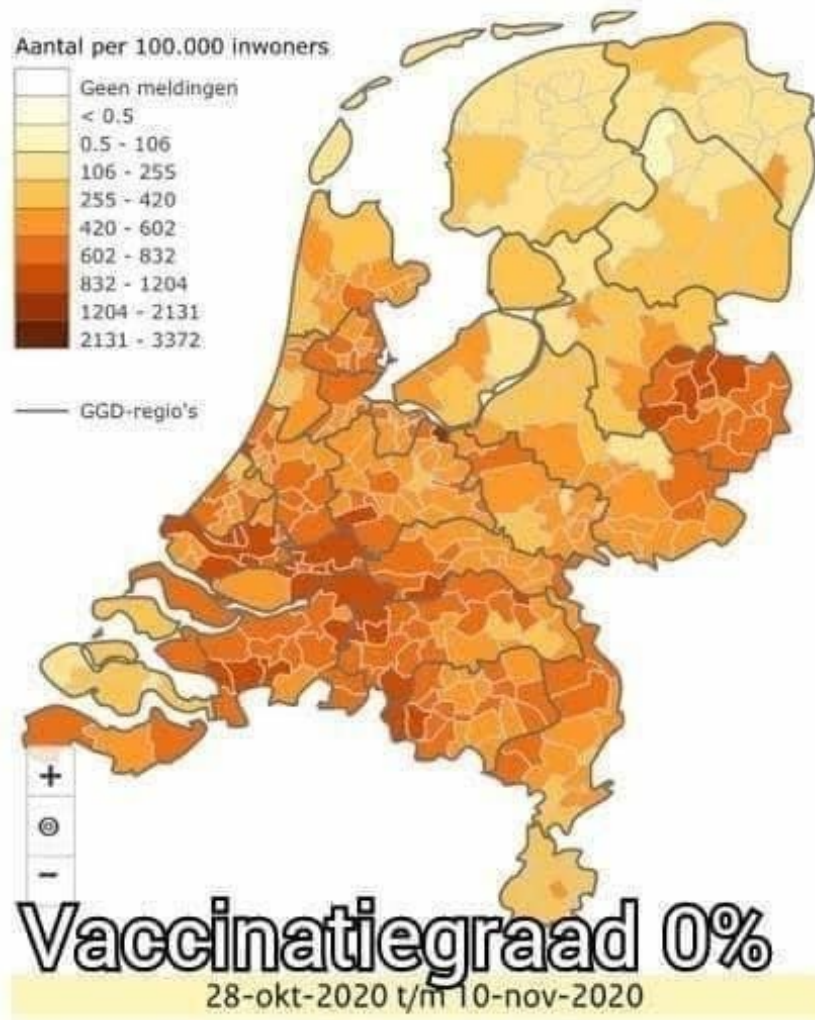 Aantal per 100.000 inwoners
Geen meldingen
< 0.5
0.5 - 106
106 - 255
255 - 420
420 - 602
602 - 832
832 - 1204
1204 - 2131
2131 - 3372
GGD-regio's
+
−
Vaccinatiegraad 0%
28-okt-2020 t/m 10-nov-2020